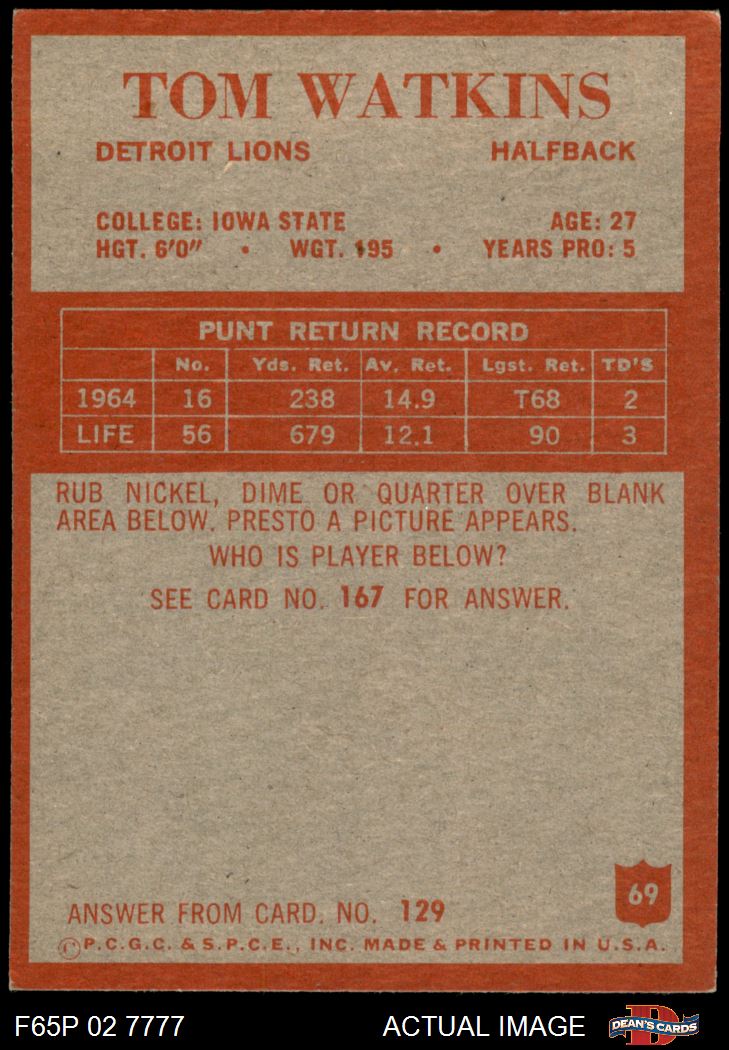 TOM WATKINS
DETROIT LIONS HALFBACK
COLLEGE: IOWA STATE AGE: 27
HGT. 6'0" • WGT. 195 • YEARS PRO: 5
PUNT RETURN RECORD
No. Yds. Ret. Av. Ret. Lgst. Ret. TD'S
1964 16 238 14.9 T68 2
LIFE 56 679 12.1 90 3
RUB NICKEL, DIME OR QUARTER OVER BLANK
AREA BELOW. PRESTO A PICTURE APPEARS.
WHO IS PLAYER BELOW?
SEE CARD NO. 167 FOR ANSWER.
69
ANSWER FROM CARD. NO. 129
©P.C.G.C. & S.P.C.E., INC. MADE & PRINTED IN U.S.A.
F65P 02 7777 ACTUAL IMAGE D DEAN'S CARDS